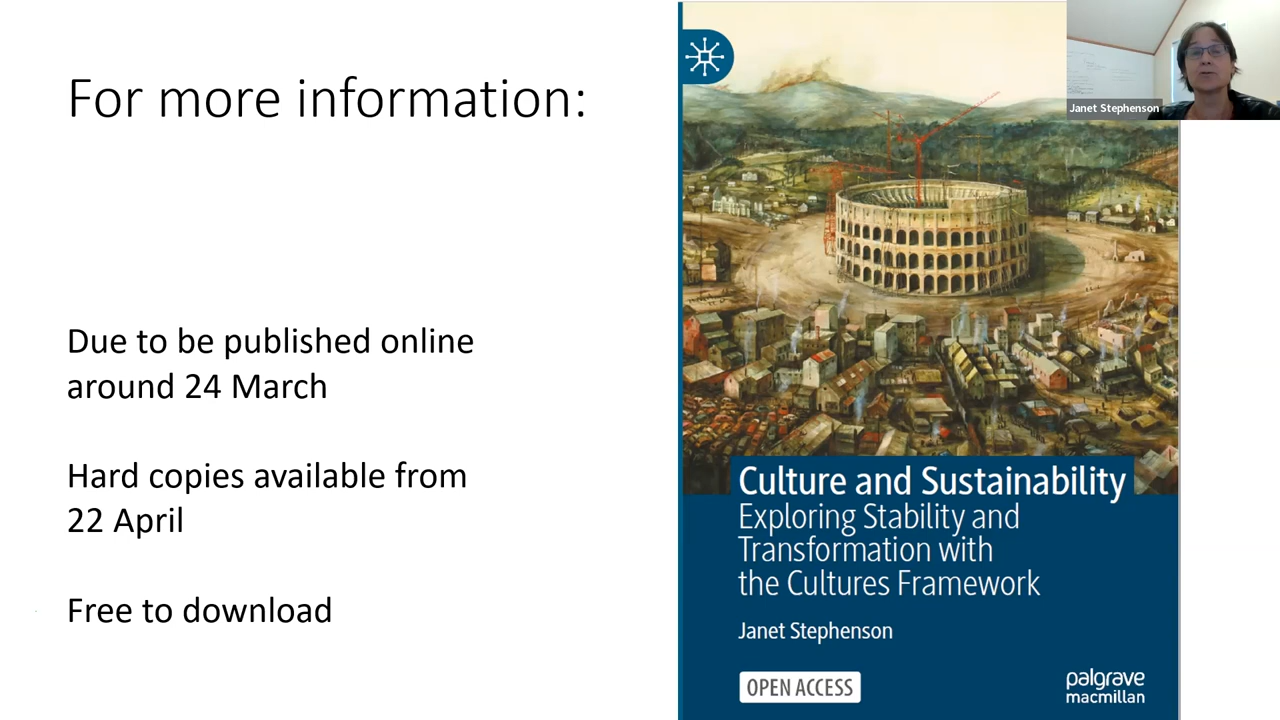 For more information:
Due to be published online
around 24 March
Hard copies available from
22 April
Free to download
Janet Stephenson
Culture and Sustainability
Exploring Stability and
Transformation with
the Cultures Framework
Janet Stephenson
OPEN ACCESS
palgrave
macmillan